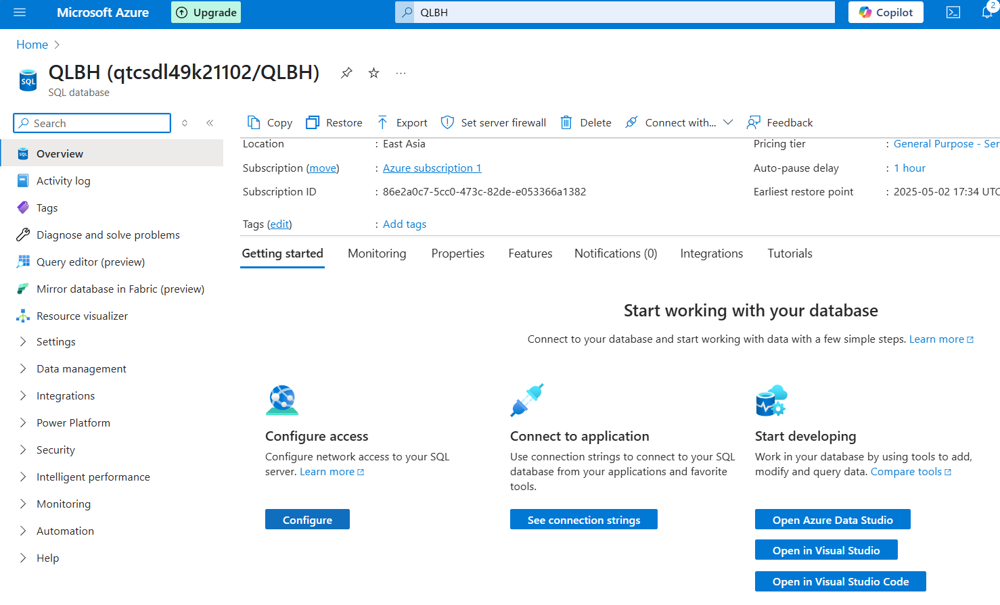 Microsoft Azure
Upgrade
QLBH
Copilot
2
Home
SQL
QLBH (qtcsdl49k21102/QLBH)
SQL database
Search
Copy
Restore
Export
Set server firewall
Delete
Connect with...
Feedback
Overview
Activity log
Tags
Diagnose and solve problems
Query editor (preview)
Mirror database in Fabric (preview)
Resource visualizer
Settings
Data management
Integrations
Power Platform
Security
Intelligent performance
Monitoring
Automation
Help
Location : East Asia
Subscription (move) : Azure subscription 1
Subscription ID : 86e2a0c7-5cc0-473c-82de-e053366a1382
Tags (edit) : Add tags
Pricing tier : General Purpose - Ser
Auto-pause delay : 1 hour
Earliest restore point : 2025-05-02 17:34 UTC
Getting started
Monitoring
Properties
Features
Notifications (0)
Integrations
Tutorials
Start working with your database
Connect to your database and start working with data with a few simple steps. Learn more
Configure access
Configure network access to your SQL
server. Learn more
Configure
Connect to application
Use connection strings to connect to your SQL
database from your applications and favorite
tools.
See connection strings
Start developing
Work in your database by using tools to add,
modify and query data. Compare tools
Open Azure Data Studio
Open in Visual Studio
Open in Visual Studio Code